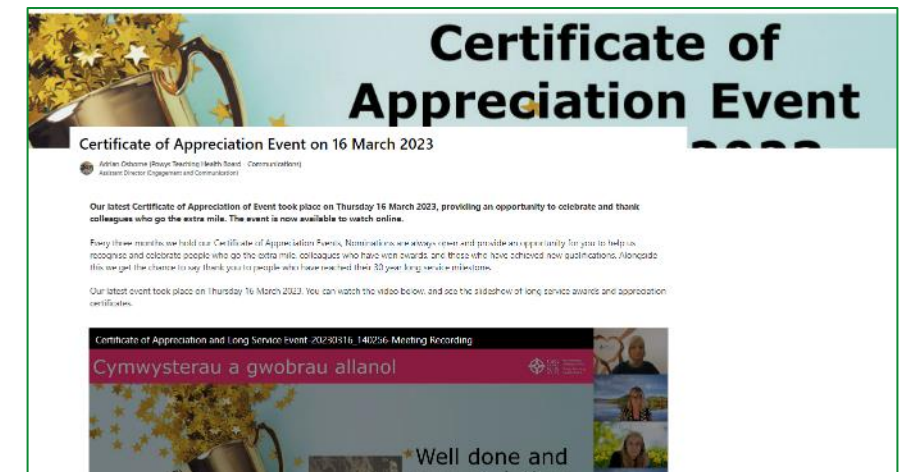 Certificate of
Appreciation Event
2023
Certificate of Appreciation Event on 16 March 2023
Adrian Osborne (Powys Teaching Health Board - Communications)
Assistant Director (Engagement and Communication)
Our latest Certificate of Appreciation of Event took place on Thursday 16 March 2023, providing an opportunity to celebrate and thank
colleagues who go the extra mile. The event is now available to watch online.
Every three months we hold our Certificate of Appreciation Events, Nominations are always open and provide an opportunity for you to help us
recognise and celebrate people who go the extra mile, colleagues who have won awards, and those who have achieved new qualifications. Alongside
this we get the chance to say thank you to people who have reached their 30 year long service milestone.
Our latest event took place on Thursday 16 March 2023. You can watch the video below, and see the slideshow of long service awards and appreciation
certificates.
Certificate of Appreciation and Long Service Event-20230316_140256-Meeting Recording
Cymwysterau a gwobrau allanol
Well done and